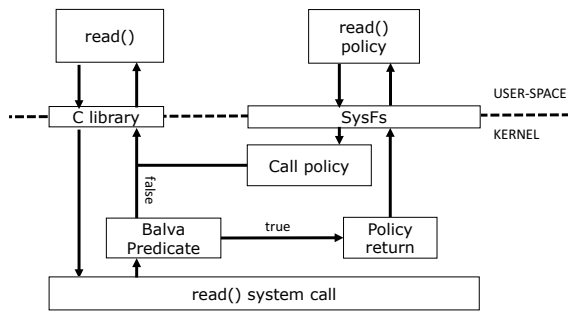 read()
read()
policy
USER-SPACE
C library
SysFs
KERNEL
Call policy
false
Balva
Predicate
true
Policy
return
read() system call